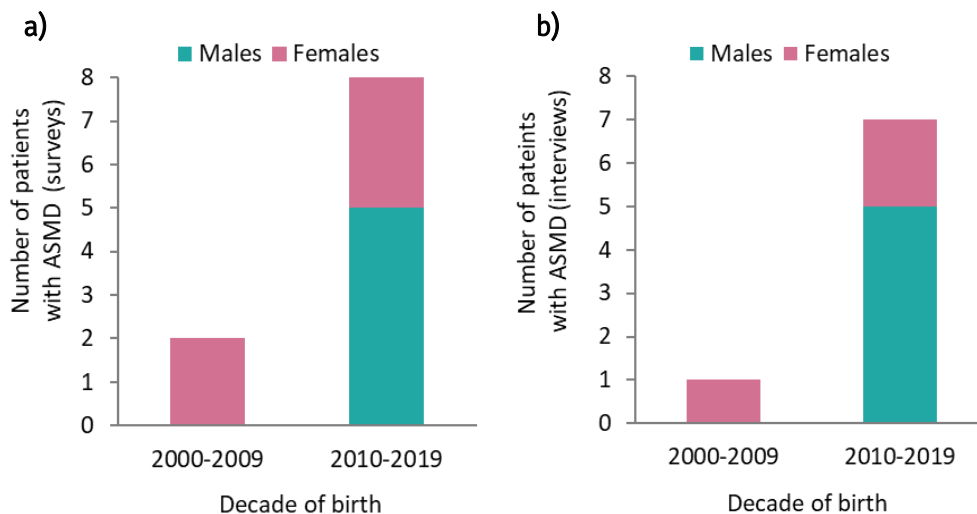 a)
Males Females
Number of patients
with ASMD (surveys)
8
7
6
5
4
3
2
1
0
2000-2009 2010-2019
Decade of birth
b)
Males Females
Number of pateints
with ASMD (interviews)
8
7
6
5
4
3
2
1
0
2000-2009 2010-2019
Decade of birth